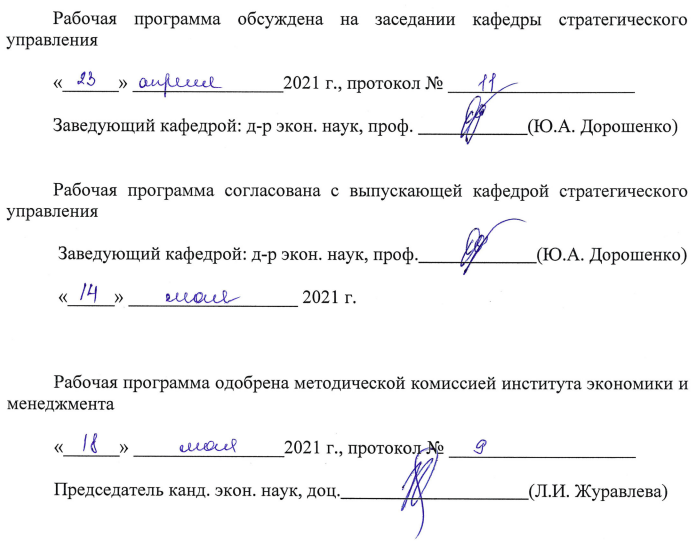 Рабочая программа обсуждена на заседании кафедры стратегического
управления
«23» апреля 2021 г., протокол № 11
Заведующий кафедрой: д-р экон. наук, проф. ____________(Ю.А. Дорошенко)
Рабочая программа согласована с выпускающей кафедрой стратегического
управления
Заведующий кафедрой: д-р экон. наук, проф.____________(Ю.А. Дорошенко)
«14» мая 2021 г.
Рабочая программа одобрена методической комиссией института экономики и
менеджмента
«18» мая 2021 г., протокол № 9
Председатель канд. экон. наук, доц.____________________(Л.И. Журавлева)